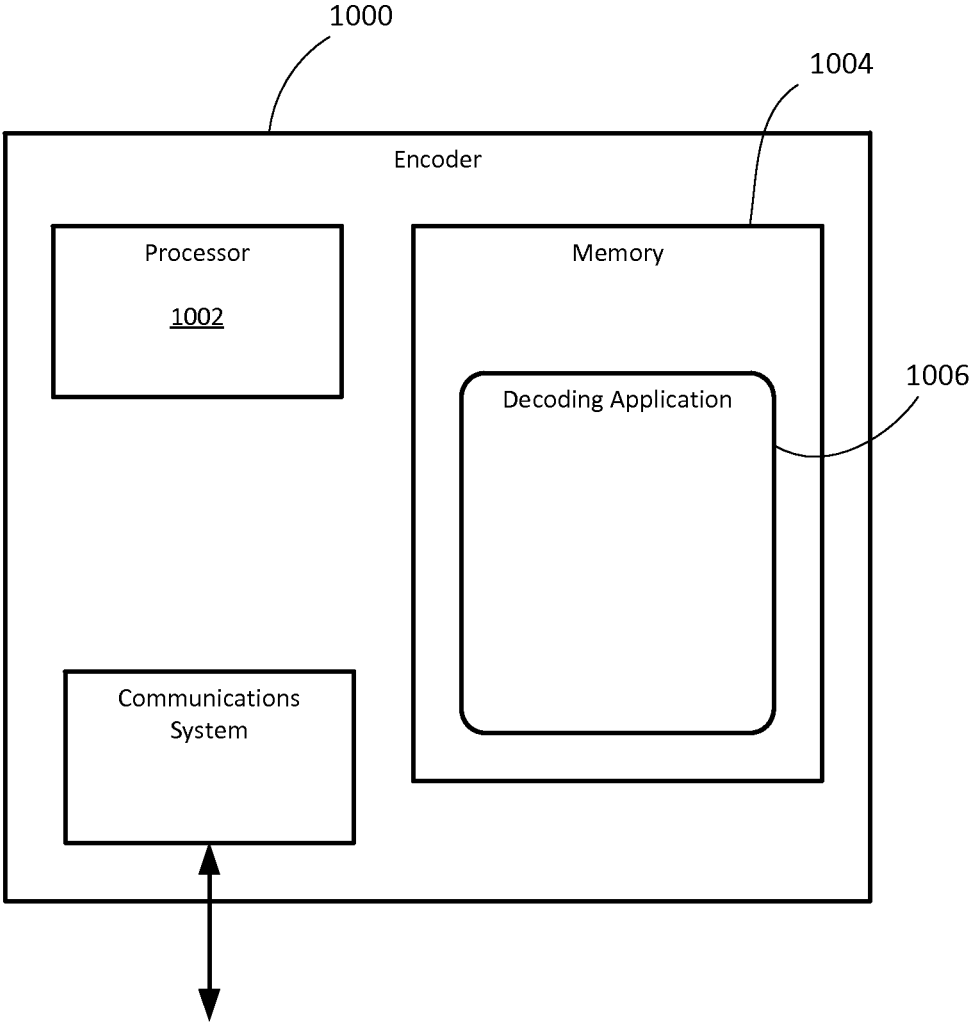 1000
1004
Encoder
Processor
1002
Memory
1006
Decoding Application
Communications
System